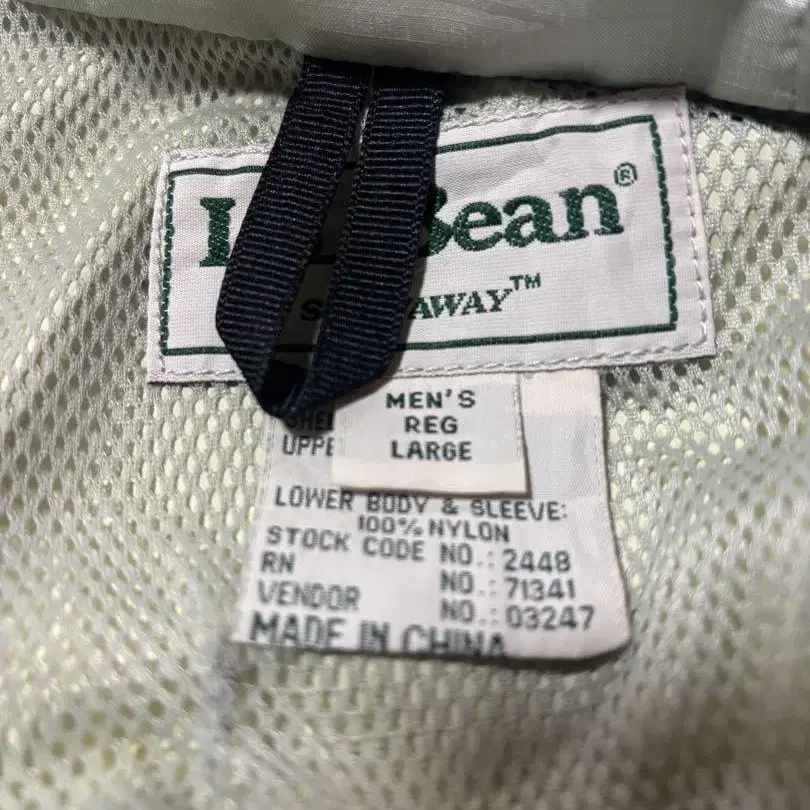 Bean®
AWAY™
MEN'S
REG
LARGE
LOWER BODY & SLEEVE:
100% NYLON
STOCK CODE NO.: 2448
RN NO.: 71341
VENDOR NO.: 03247
MADE IN CHINA